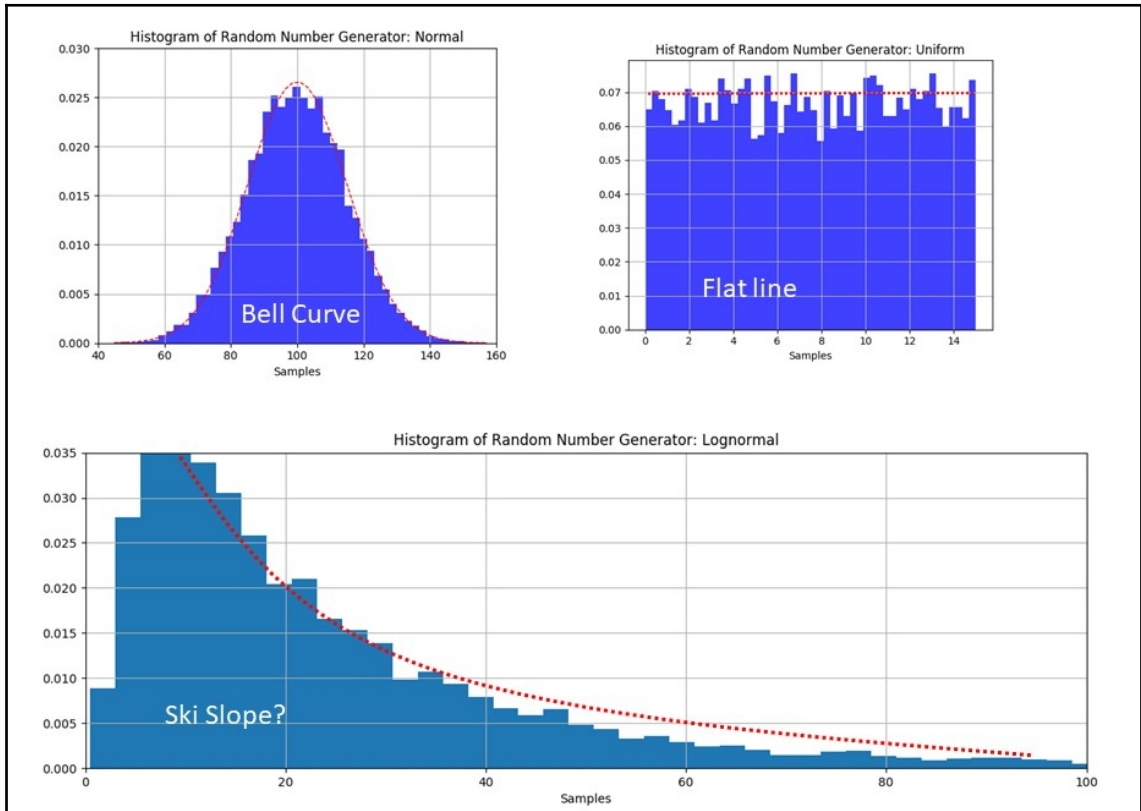 Histogram of Random Number Generator: Normal
0.030
0.025
0.020
0.015
0.010
0.005
0.000
Bell Curve
40 60 80 100 120 140 160
Samples
Histogram of Random Number Generator: Uniform
0.07
0.06
0.05
0.04
0.03
0.02
0.01
0.00
Flat line
0 2 4 6 8 10 12 14
Samples
Histogram of Random Number Generator: Lognormal
0.035
0.030
0.025
0.020
0.015
0.010
0.005
0.000
Ski Slope?
0 20 40 60 80 100
Samples